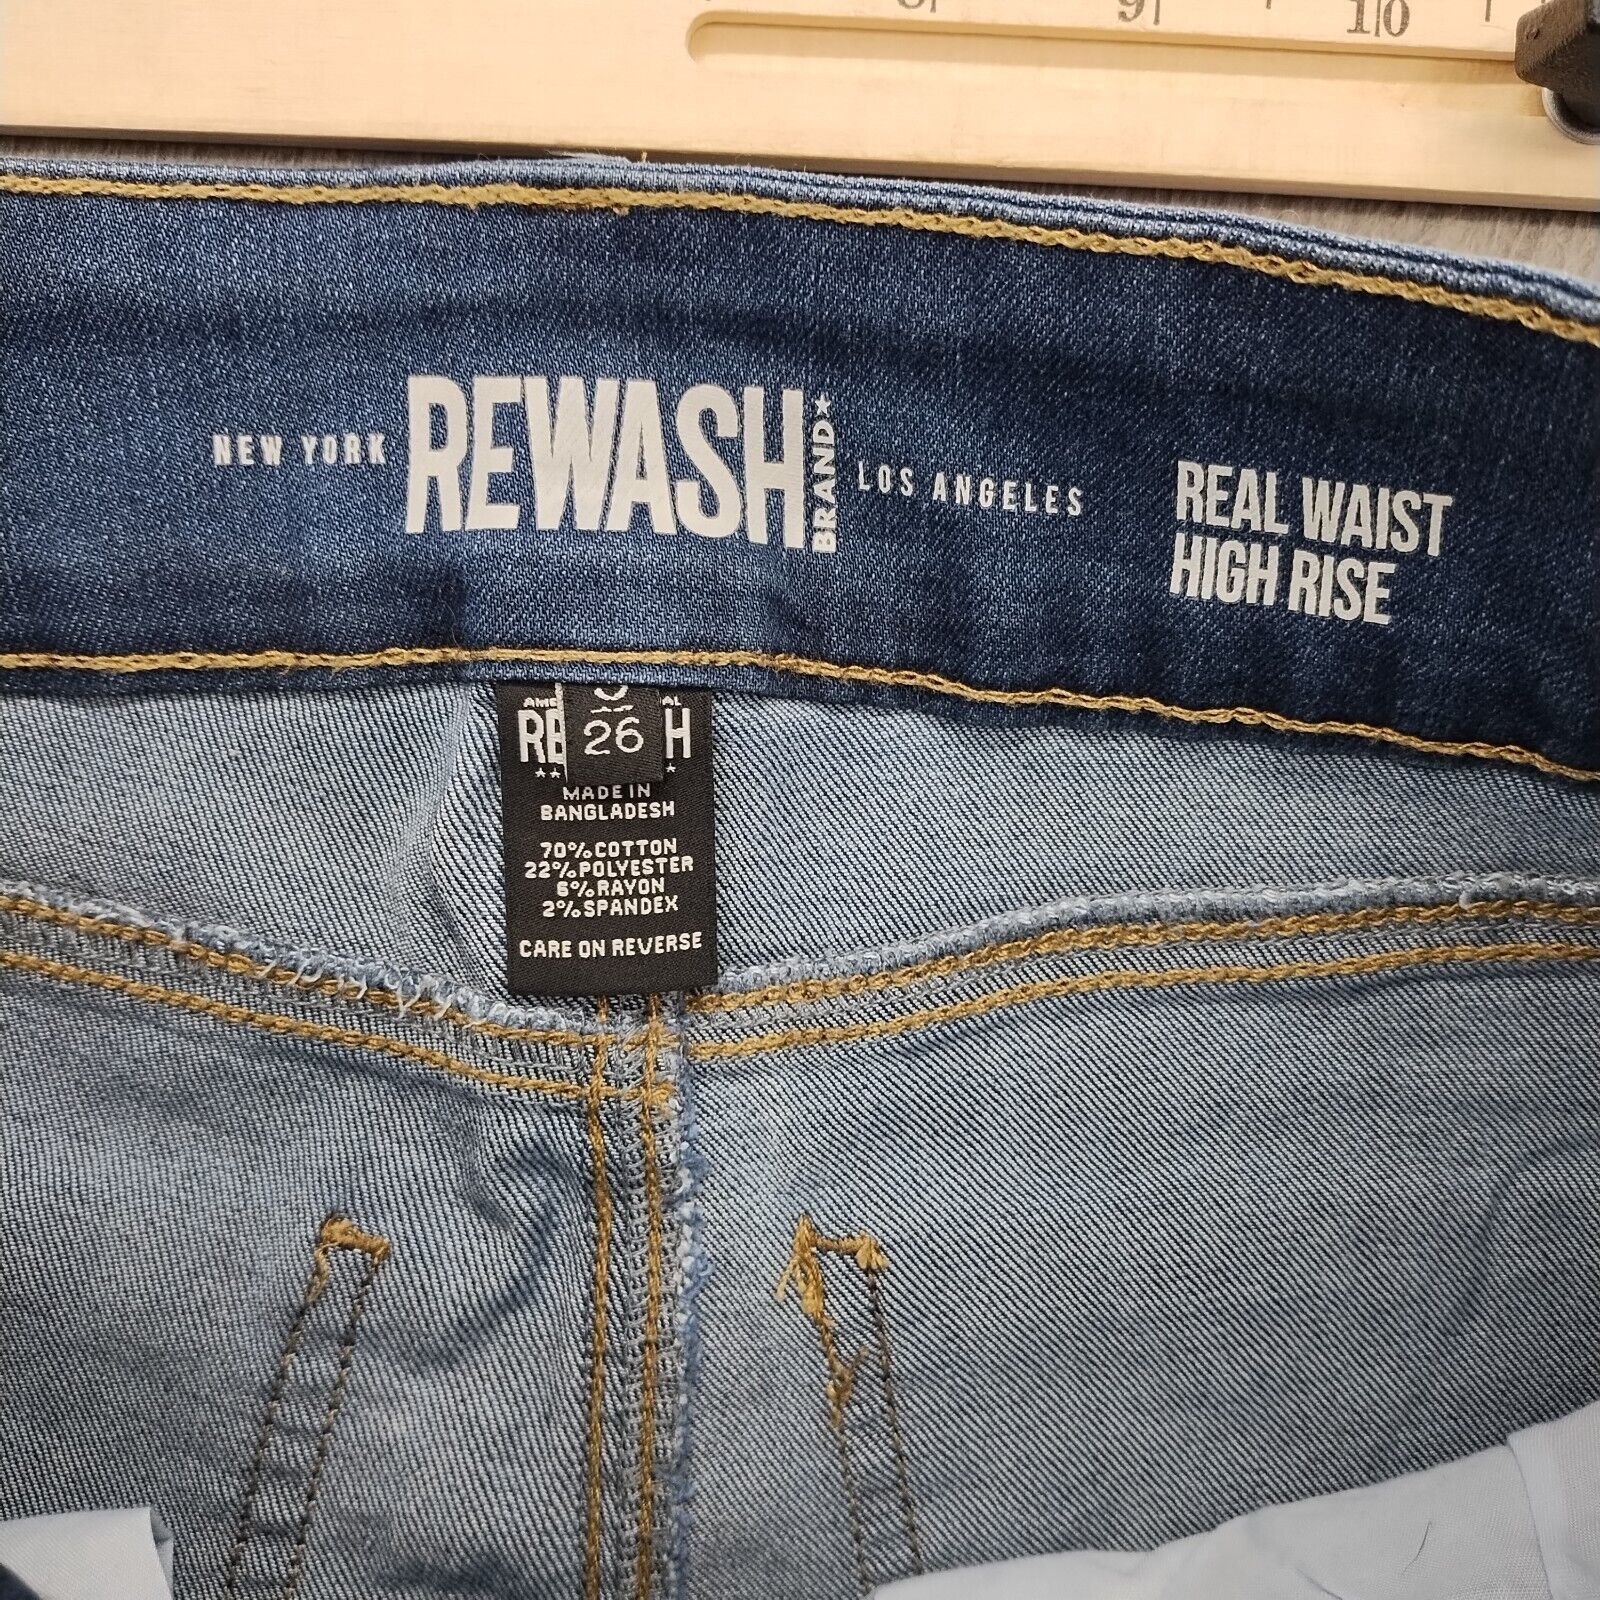 9
10
NEW YORK REWASH BRAND LOS ANGELES
REAL WAIST
HIGH RISE
26
MADE IN
BANGLADESH
70% COTTON
22% POLYESTER
6% RAYON
2% SPANDEX
CARE ON REVERSE